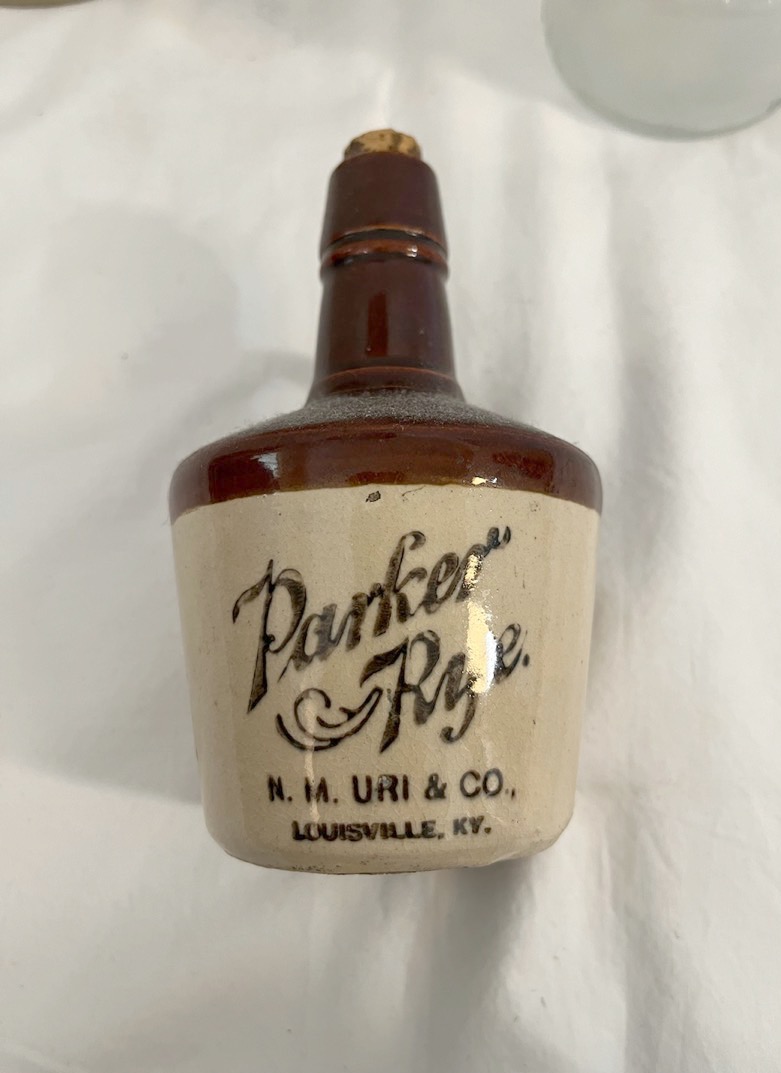 "Parker"
Rye.
N. M. URI & CO.,
LOUISVILLE, KY.